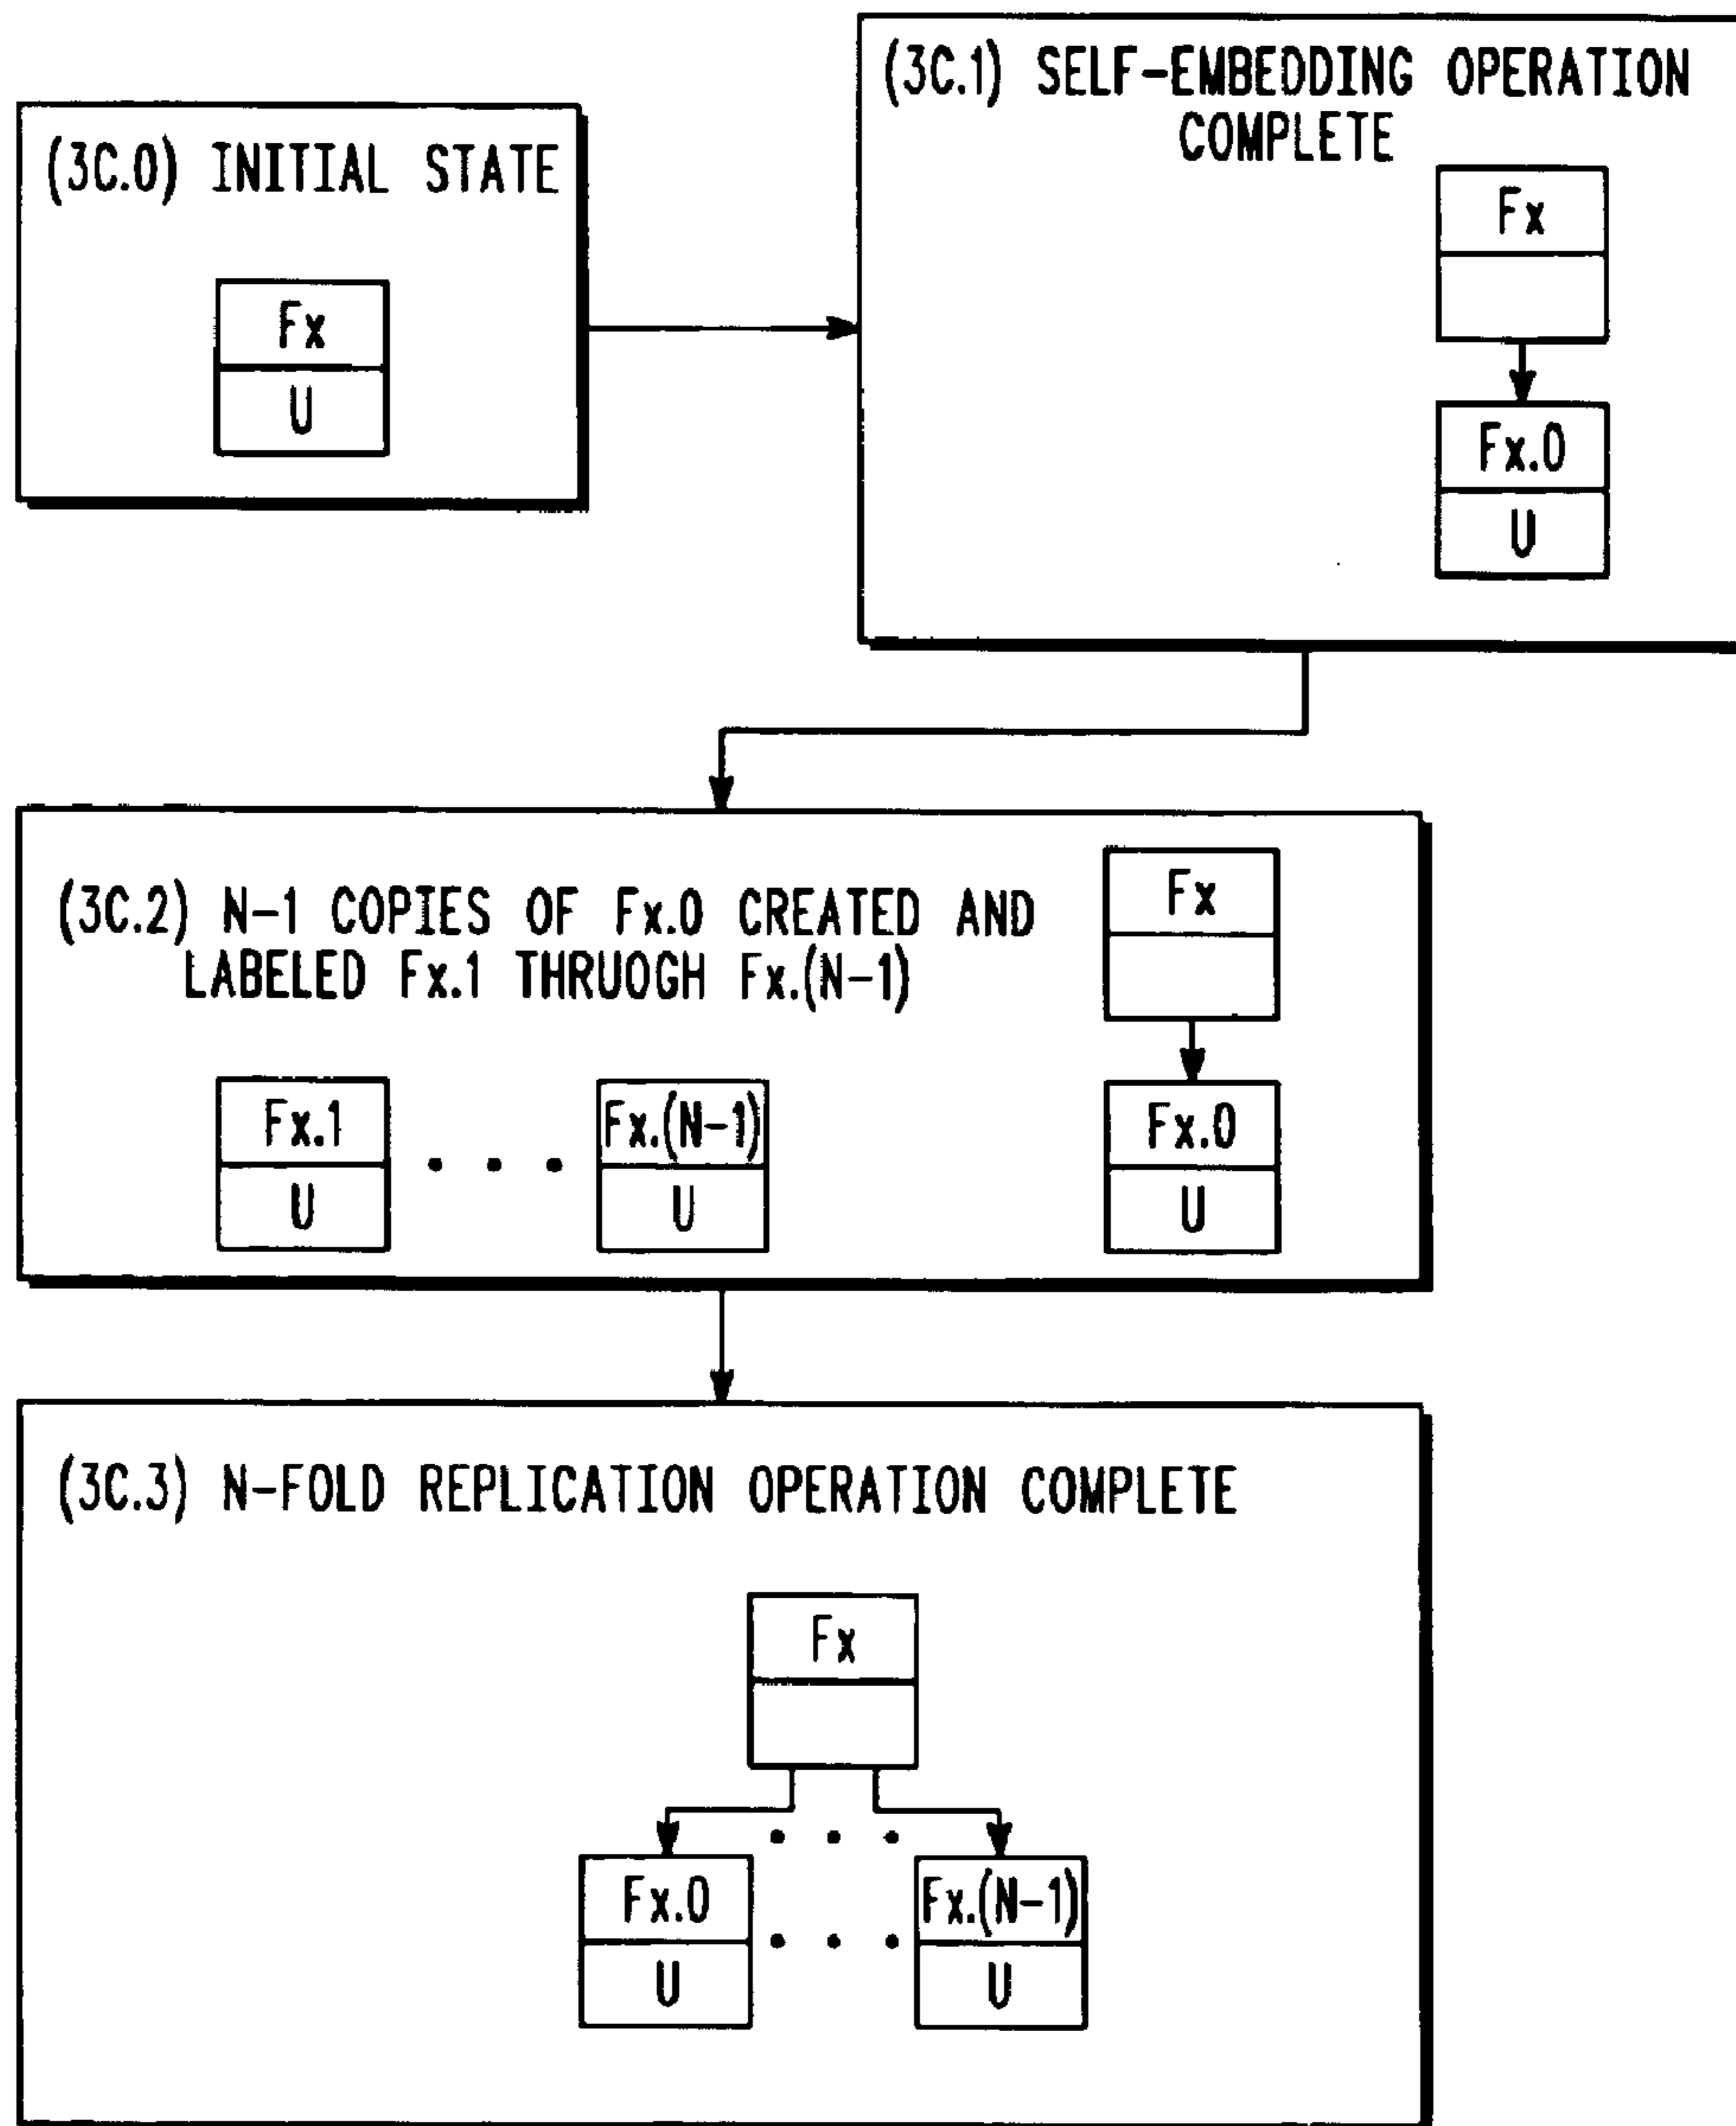 (3C.0) INITIAL STATE
Fx
U
(3C.1) SELF-EMBEDDING OPERATION
COMPLETE
Fx
Fx.0
U
(3C.2) N-1 COPIES OF Fx.0 CREATED AND
LABELED Fx.1 THRUOGH Fx.(N-1)
Fx
Fx.1 • • • Fx.(N-1) Fx.0
U U U
(3C.3) N-FOLD REPLICATION OPERATION COMPLETE
Fx
• • •
Fx.0 • • • Fx.(N-1)
U U